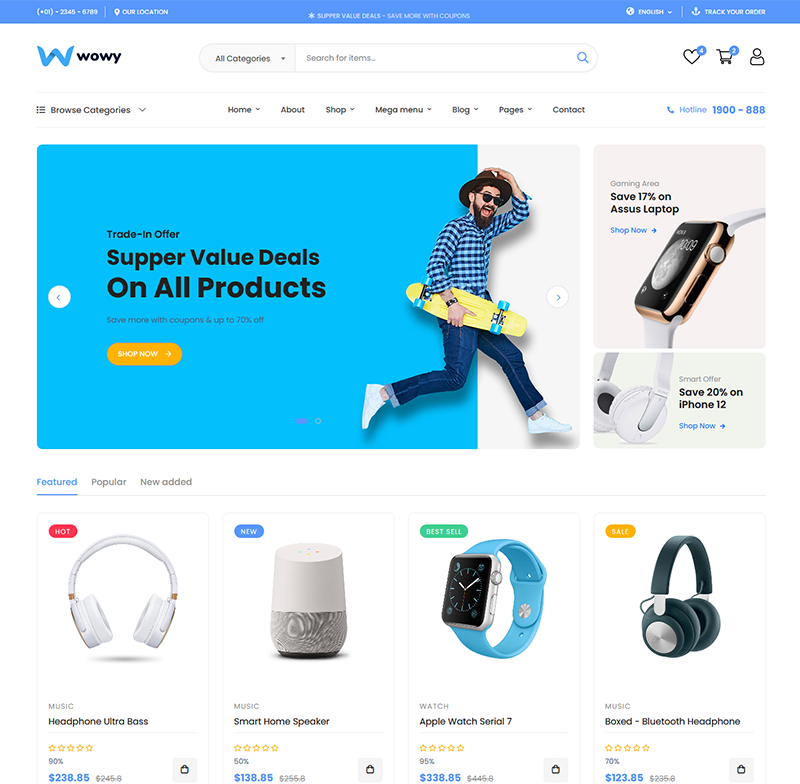 (+01) - 2345 - 6789
OUR LOCATION
SUPPER VALUE DEALS - SAVE MORE WITH COUPONS
ENGLISH
TRACK YOUR ORDER
wowy
All Categories
Search for items...
4
2
Browse Categories
Home
About
Shop
Mega menu
Blog
Pages
Contact
Hotline 1900 - 888
Trade-In Offer
Supper Value Deals
On All Products
Save more with coupons & up to 70% off
SHOP NOW
Gaming Area
Save 17% on
Assus Laptop
Shop Now
10:09
Smart Offer
Save 20% on
iPhone 12
Shop Now
Featured
Popular
New added
HOT
NEW
BEST SELL
SALE
MUSIC
Headphone Ultra Bass
90%
$238.85 $245.8
MUSIC
Smart Home Speaker
50%
$138.85 $255.8
WATCH
Apple Watch Serial 7
95%
$338.85 $445.8
MUSIC
Boxed - Bluetooth Headphone
70%
$123.85 $235.8